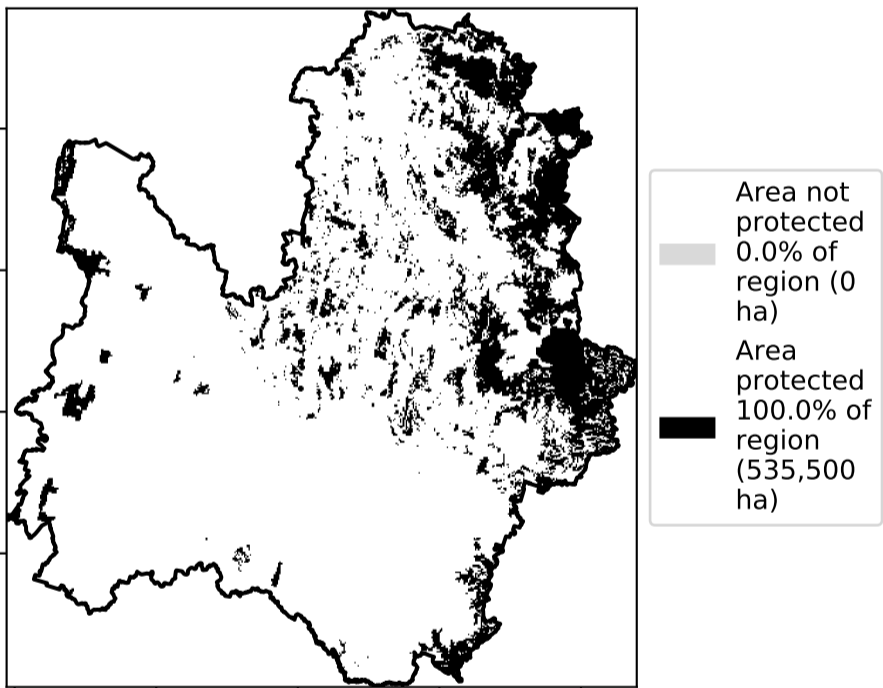 Area not
protected
0.0% of
region (0
ha)
Area
protected
100.0% of
region
(535,500
ha)